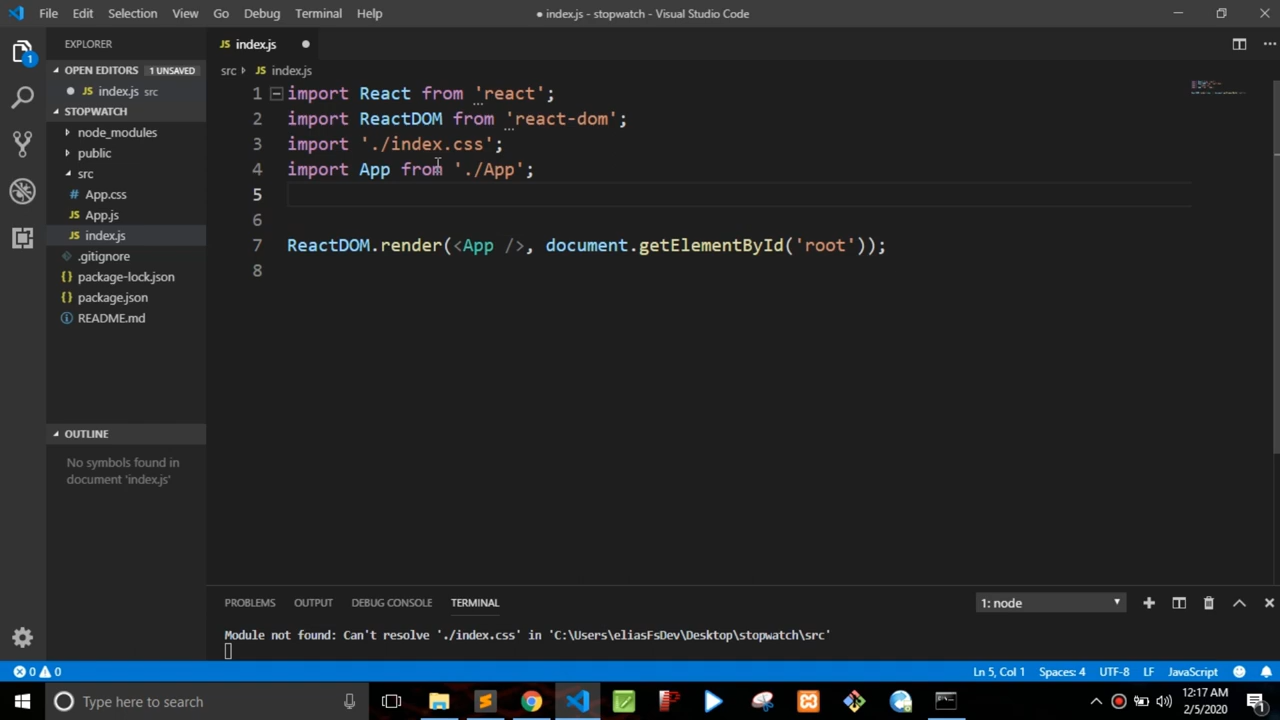 File Edit Selection View Go Debug Terminal Help ● index.js - stopwatch - Visual Studio Code
EXPLORER
JS index.js ●
OPEN EDITORS 1 UNSAVED
src JS index.js
● JS index.js src
STOPWATCH
node_modules
public
src
# App.css
JS App.js
JS index.js
.gitignore
{} package-lock.json
{} package.json
README.md
OUTLINE
No symbols found in
document 'index.js'
1 import React from 'react';
2 import ReactDOM from 'react-dom';
3 import './index.css';
4 import App from './App';
5
6
7 ReactDOM.render(<App />, document.getElementById('root'));
8
PROBLEMS OUTPUT DEBUG CONSOLE TERMINAL 1: node
Module not found: Can't resolve './index.css' in 'C:\Users\eliasFsDev\Desktop\stopwatch\src'
0 0 Ln 5, Col 1 Spaces: 4 UTF-8 LF JavaScript
Type here to search
12:17 AM
2/5/2020
1
1